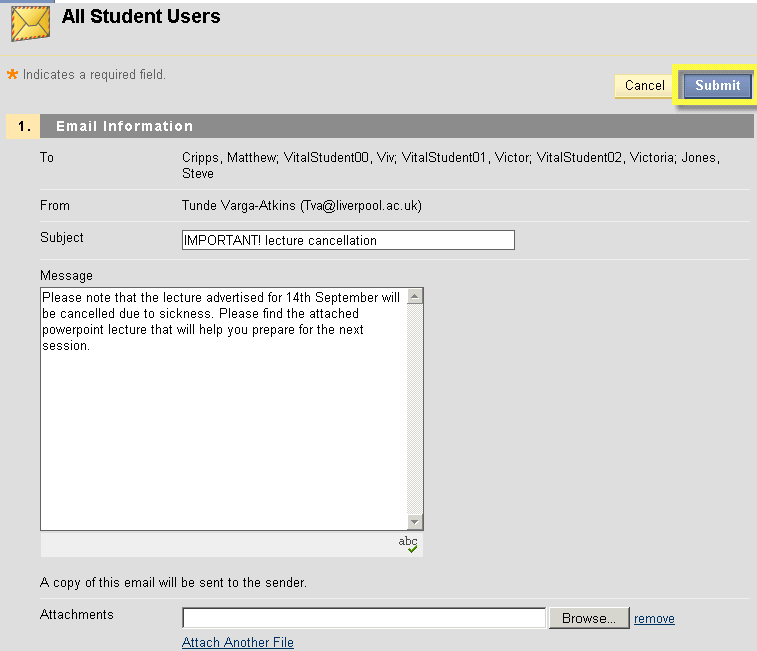 All Student Users
* Indicates a required field.
Cancel Submit
1. Email Information
To Cripps, Matthew; VitalStudent00, Viv; VitalStudent01, Victor; VitalStudent02, Victoria; Jones,
Steve
From Tunde Varga-Atkins (Tva@liverpool.ac.uk)
Subject IMPORTANT! lecture cancellation
Message
Please note that the lecture advertised for 14th September will
be cancelled due to sickness. Please find the attached
powerpoint lecture that will help you prepare for the next
session.
abc
A copy of this email will be sent to the sender.
Attachments Browse... remove
Attach Another File